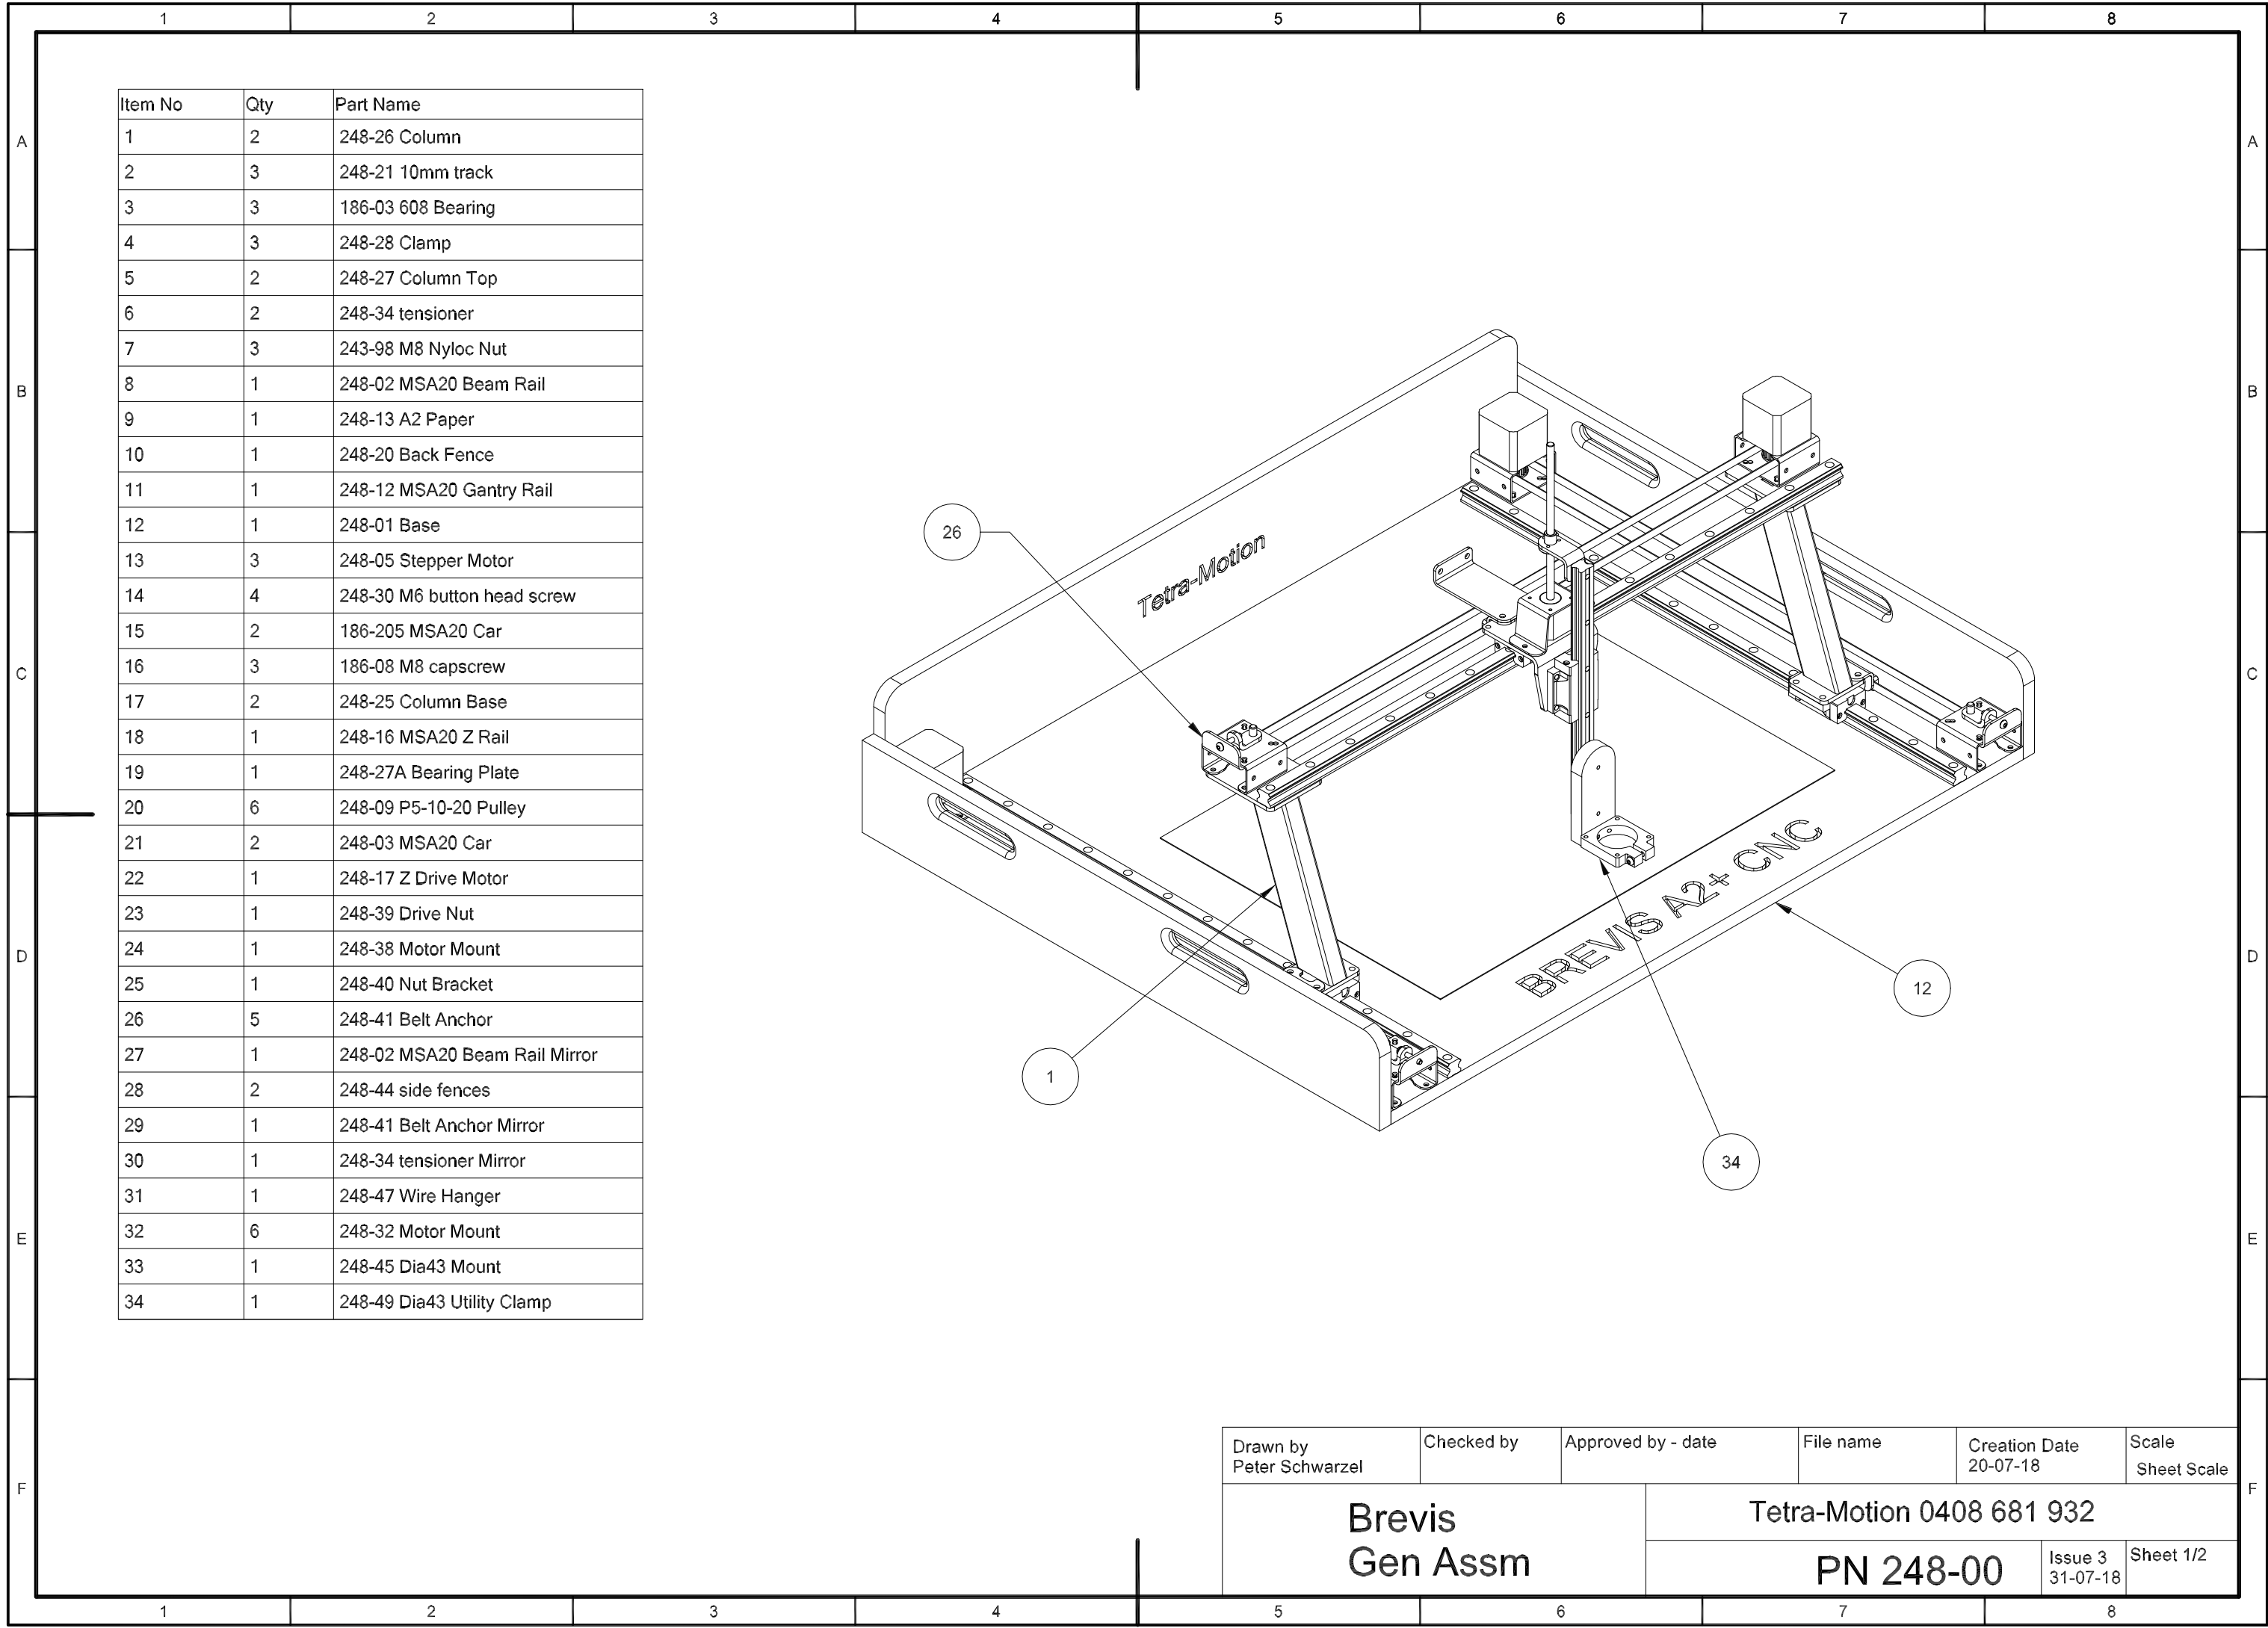 1 2 3 4 5 6 7 8
A A
B B
C C
D D
E E
F F
Item No Qty Part Name
1 2 248-26 Column
2 3 248-21 10mm track
3 3 186-03 608 Bearing
4 3 248-28 Clamp
5 2 248-27 Column Top
6 2 248-34 tensioner
7 3 243-98 M8 Nyloc Nut
8 1 248-02 MSA20 Beam Rail
9 1 248-13 A2 Paper
10 1 248-20 Back Fence
11 1 248-12 MSA20 Gantry Rail
12 1 248-01 Base
13 3 248-05 Stepper Motor
14 4 248-30 M6 button head screw
15 2 186-205 MSA20 Car
16 3 186-08 M8 capscrew
17 2 248-25 Column Base
18 1 248-16 MSA20 Z Rail
19 1 248-27A Bearing Plate
20 6 248-09 P5-10-20 Pulley
21 2 248-03 MSA20 Car
22 1 248-17 Z Drive Motor
23 1 248-39 Drive Nut
24 1 248-38 Motor Mount
25 1 248-40 Nut Bracket
26 5 248-41 Belt Anchor
27 1 248-02 MSA20 Beam Rail Mirror
28 2 248-44 side fences
29 1 248-41 Belt Anchor Mirror
30 1 248-34 tensioner Mirror
31 1 248-47 Wire Hanger
32 6 248-32 Motor Mount
33 1 248-45 Dia43 Mount
34 1 248-49 Dia43 Utility Clamp
26
Tetra-Motion
BREVIS A2+ CNC
12
1
34
Drawn by
Peter Schwarzel
Checked by
Approved by - date
File name
Creation Date
20-07-18
Scale
Sheet Scale
Brevis
Gen Assm
Tetra-Motion 0408 681 932
PN 248-00
Issue 3
31-07-18
Sheet 1/2
1 2 3 4 5 6 7 8